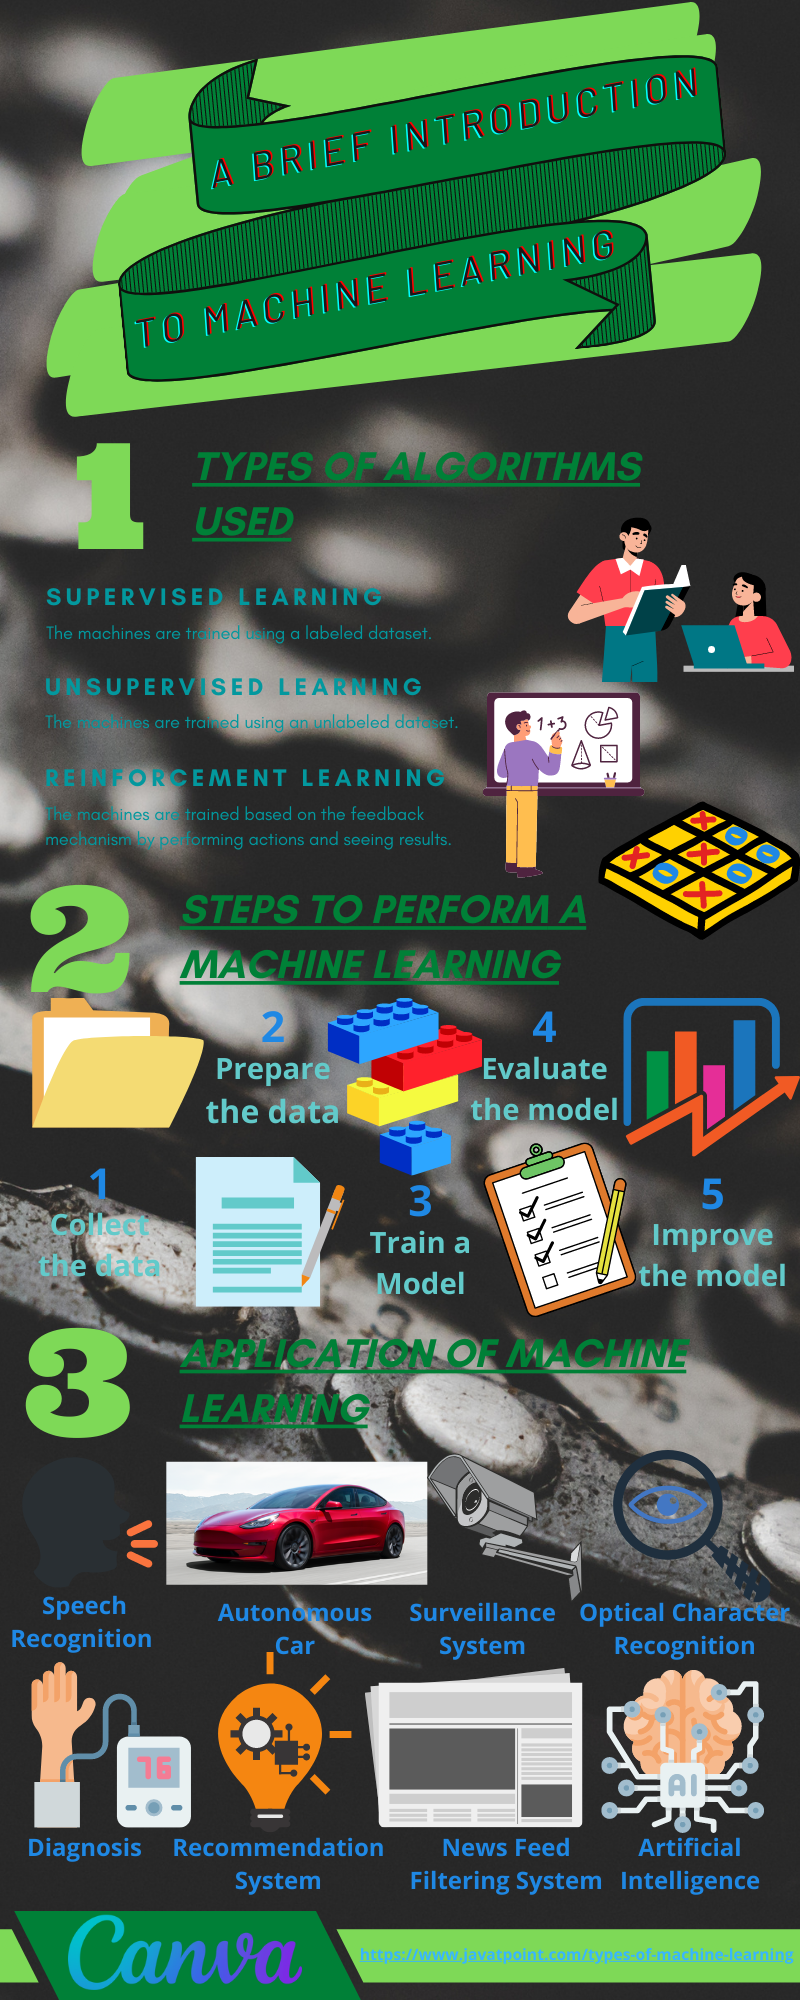 A BRIEF INTRODUCTION
TO MACHINE LEARNING
1
TYPES OF ALGORITHMS
USED
SUPERVISED LEARNING
The machines are trained using a labeled dataset.
UNSUPERVISED LEARNING
The machines are trained using an unlabeled dataset.
1+3
REINFORCEMENT LEARNING
The machines are trained based on the feedback
mechanism by performing actions and seeing results.
2
STEPS TO PERFORM A
MACHINE LEARNING
1
Collect
the data
2
Prepare
the data
3
Train a
Model
4
Evaluate
the model
5
Improve
the model
3
APPLICATION OF MACHINE
LEARNING
Speech
Recognition
Autonomous
Car
Surveillance
System
Optical Character
Recognition
76
Diagnosis
Recommendation
System
News Feed
Filtering System
AI
Artificial
Intelligence
Canva
https://www.javatpoint.com/types-of-machine-learning